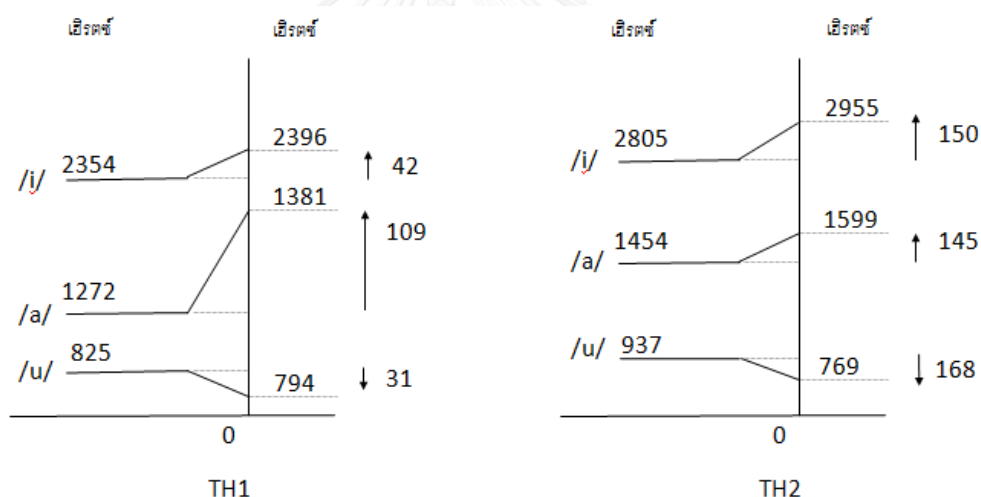 เฮิรตซ์ เฮิรตซ์
2396
/i/ 2354 42
1381
109
1272
/a/
825
/u/
794 31
0
TH1
เฮิรตซ์ เฮิรตซ์
2955
2805 150
/i/
1599
1454 145
/a/
/u/ 937
769 168
0
TH2